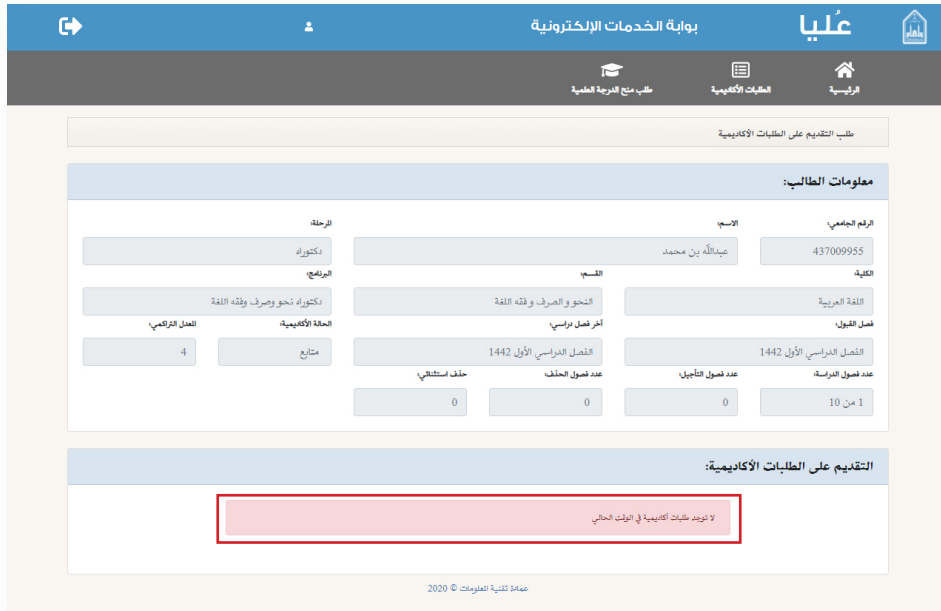 عُليا
بوابة الخدمات الإلكترونية
الرئيسية
الطلبات الأكاديمية
طلب منح الدرجة العلمية
طلب التقديم على الطلبات الأكاديمية
معلومات الطالب:
الرقم الجامعي: الاسم: المرحلة:
437009955 عبدالله بن محمد دكتوراه
الكلية: القسم: البرنامج:
اللغة العربية النحو و الصرف و فقه اللغة دكتوراه نحو وصرف وفقه اللغة
فصل القبول: آخر فصل دراسي: الحالة الأكاديمية: المعدل التراكمي:
الفصل الدراسي الأول 1442 الفصل الدراسي الأول 1442 متابع 4
عدد فصول الدراسة: عدد فصول التأجيل: عدد فصول الحذف: حذف استثنائي:
1 من 10 0 0 0
التقديم على الطلبات الأكاديمية:
لا توجد طلبات أكاديمية في الوقت الحالي
عمادة تقنية المعلومات © 2020